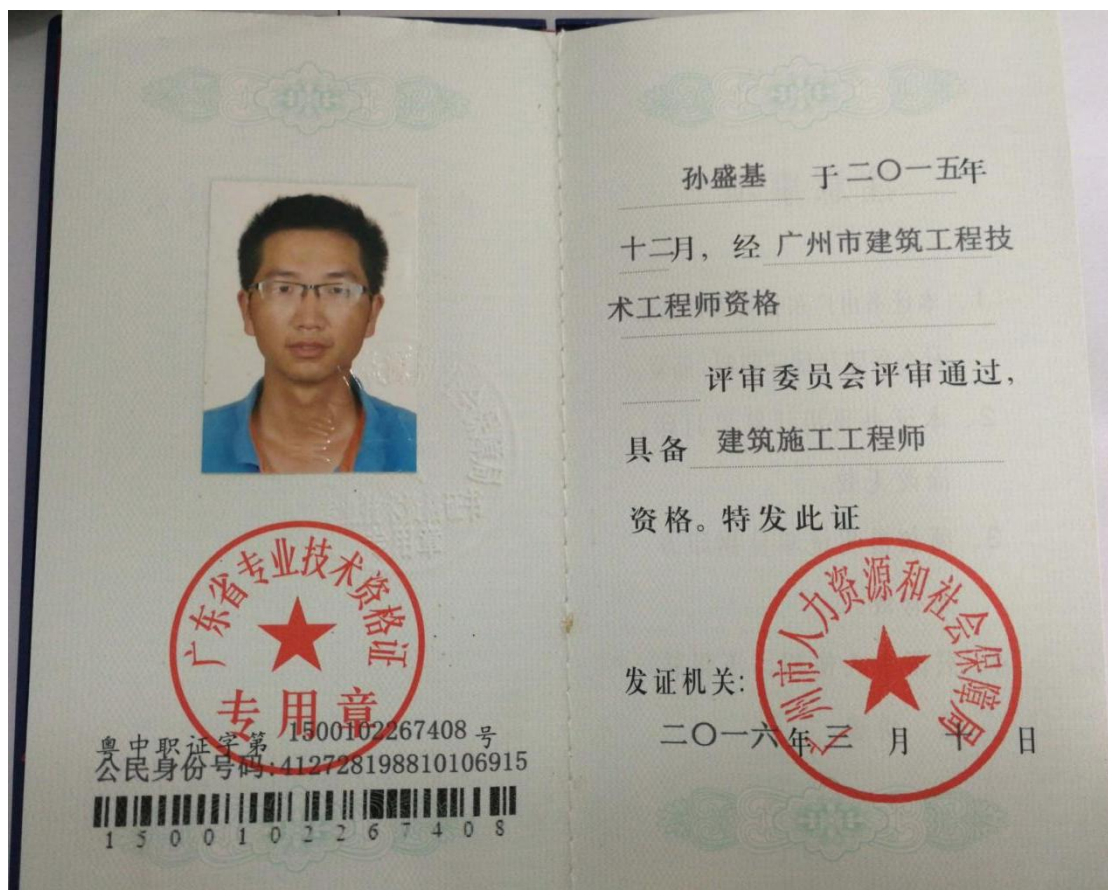 广东省专业技术资格证
专用章
粤中职证字第 1500102267408 号
公民身份号码:412728198810106915
1500102267408
孙盛基 于二〇一五年
十二月，经 广州市建筑工程技
术工程师资格
评审委员会评审通过，
具备 建筑施工工程师
资格。特发此证
广州市人力资源和社会保障局
发证机关:
二〇一六年 三 月 十 日